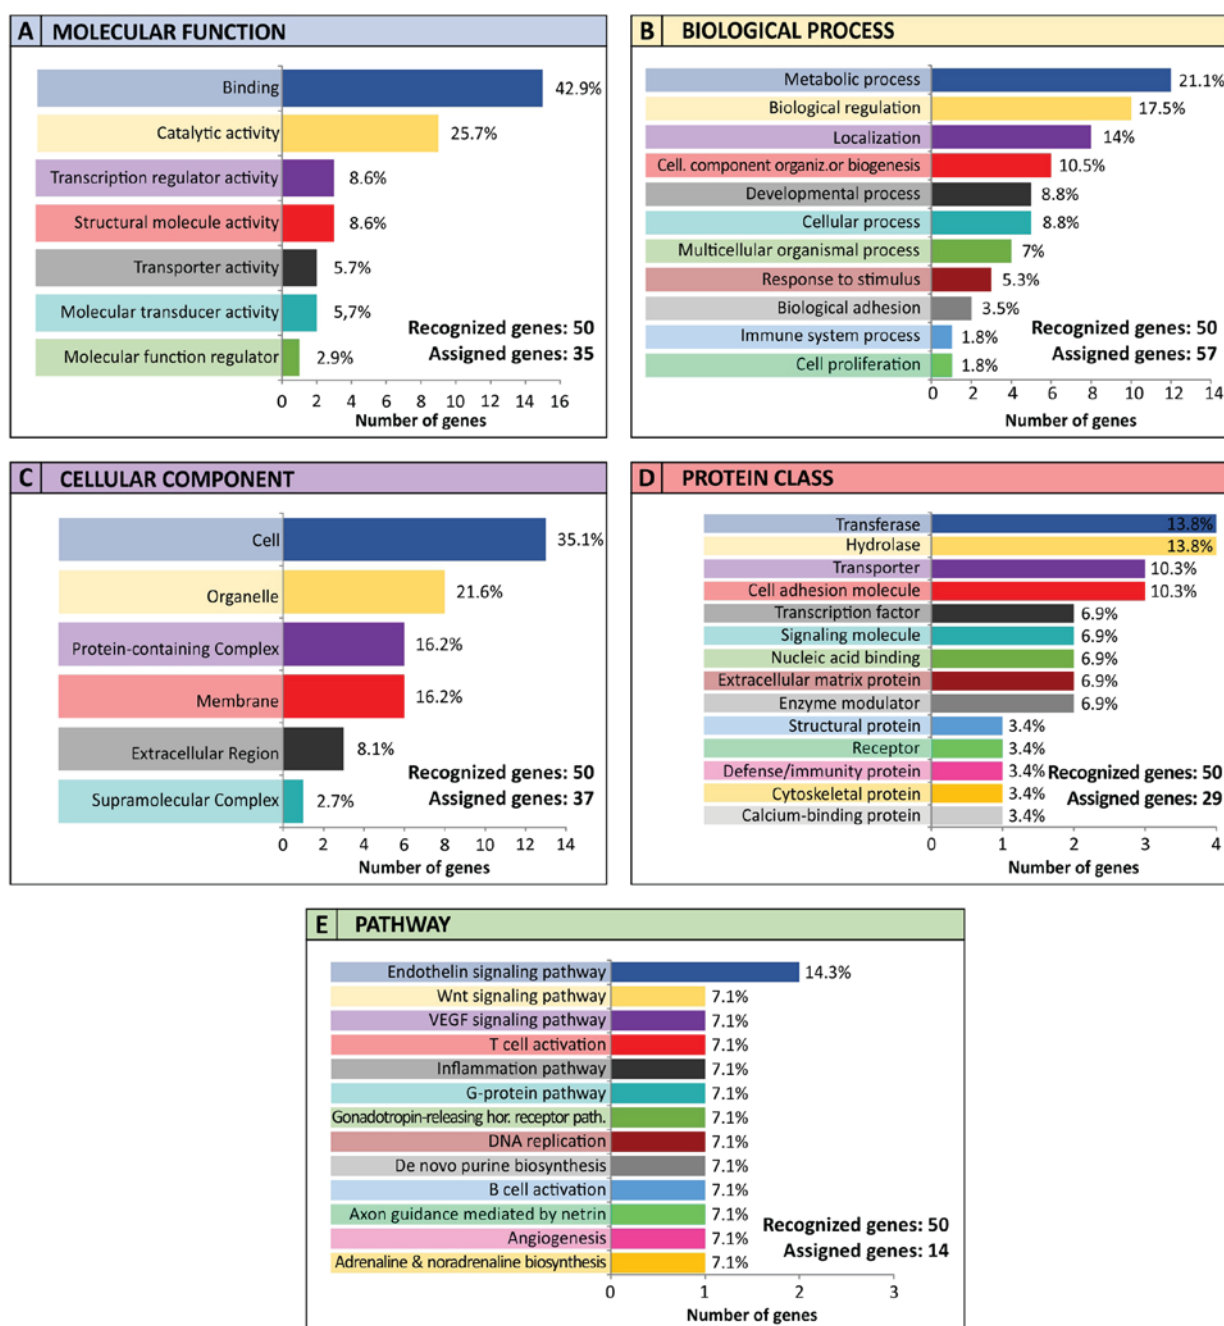 A MOLECULAR FUNCTION
Binding 42.9%
Catalytic activity 25.7%
Transcription regulator activity 8.6%
Structural molecule activity 8.6%
Transporter activity 5.7%
Molecular transducer activity 5,7%
Molecular function regulator 2.9%
Recognized genes: 50
Assigned genes: 35
0 2 4 6 8 10 12 14 16
Number of genes
B BIOLOGICAL PROCESS
Metabolic process 21.1%
Biological regulation 17.5%
Localization 14%
Cell. component organiz.or biogenesis 10.5%
Developmental process 8.8%
Cellular process 8.8%
Multicellular organismal process 7%
Response to stimulus 5.3%
Biological adhesion 3.5%
Immune system process 1.8%
Cell proliferation 1.8%
Recognized genes: 50
Assigned genes: 57
0 2 4 6 8 10 12 14
Number of genes
C CELLULAR COMPONENT
Cell 35.1%
Organelle 21.6%
Protein-containing Complex 16.2%
Membrane 16.2%
Extracellular Region 8.1%
Supramolecular Complex 2.7%
Recognized genes: 50
Assigned genes: 37
0 2 4 6 8 10 12 14
Number of genes
D PROTEIN CLASS
Transferase 13.8%
Hydrolase 13.8%
Transporter 10.3%
Cell adhesion molecule 10.3%
Transcription factor 6.9%
Signaling molecule 6.9%
Nucleic acid binding 6.9%
Extracellular matrix protein 6.9%
Enzyme modulator 6.9%
Structural protein 3.4%
Receptor 3.4%
Defense/immunity protein 3.4%
Cytoskeletal protein 3.4%
Calcium-binding protein 3.4%
Recognized genes: 50
Assigned genes: 29
0 1 2 3 4
Number of genes
E PATHWAY
Endothelin signaling pathway 14.3%
Wnt signaling pathway 7.1%
VEGF signaling pathway 7.1%
T cell activation 7.1%
Inflammation pathway 7.1%
G-protein pathway 7.1%
Gonadotropin-releasing hor. receptor path. 7.1%
DNA replication 7.1%
De novo purine biosynthesis 7.1%
B cell activation 7.1%
Axon guidance mediated by netrin 7.1%
Angiogenesis 7.1%
Adrenaline & noradrenaline biosynthesis 7.1%
Recognized genes: 50
Assigned genes: 14
0 1 2 3
Number of genes